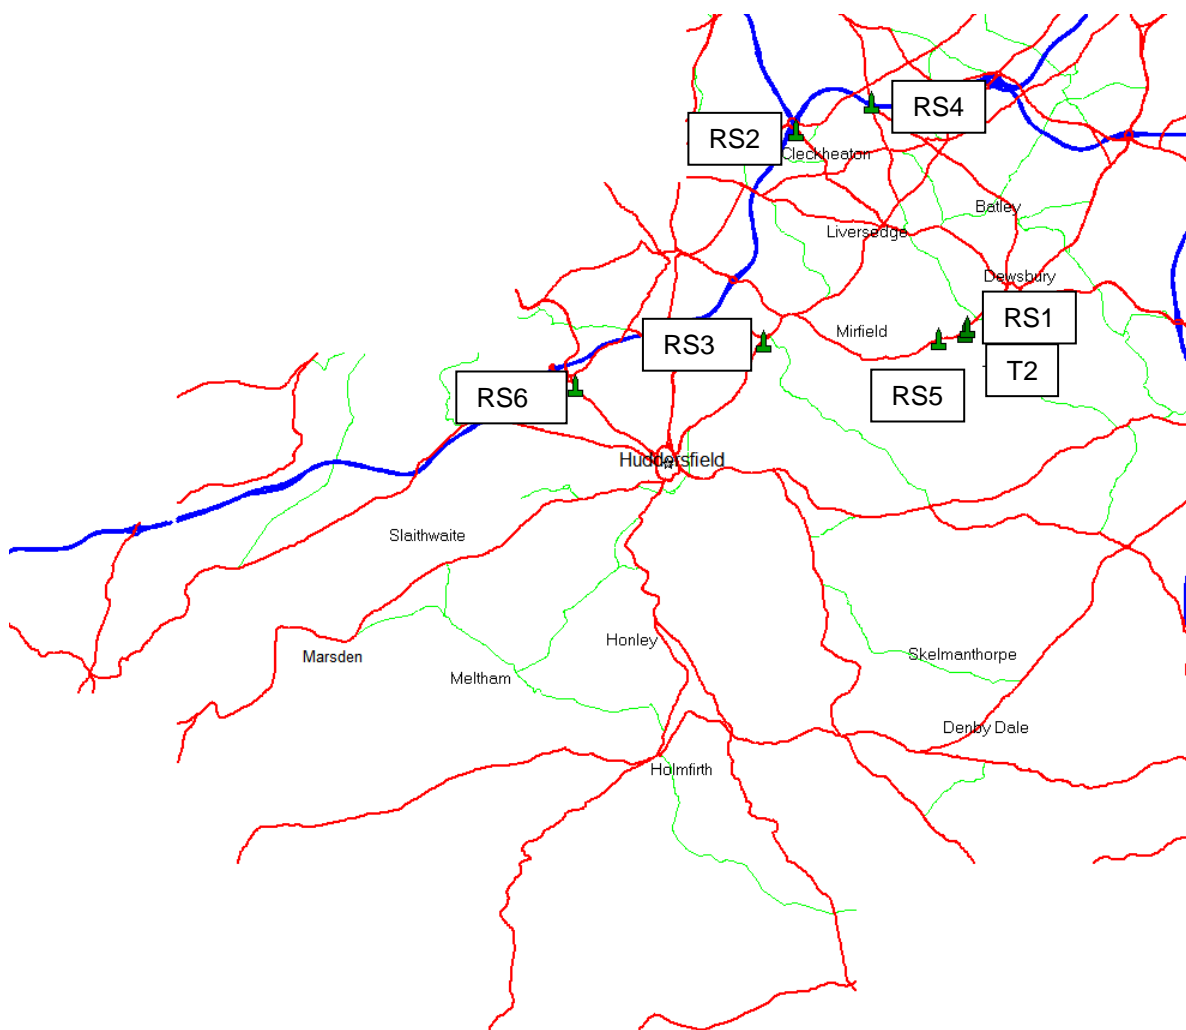 RS4
RS2
Cleckheaton
Batley
Liversedge
Dewsbury
RS1
Mirfield
RS3
T2
RS6
RS5
Huddersfield
Slaithwaite
Honley
Marsden
Skelmanthorpe
Meltham
Denby Dale
Holmfirth